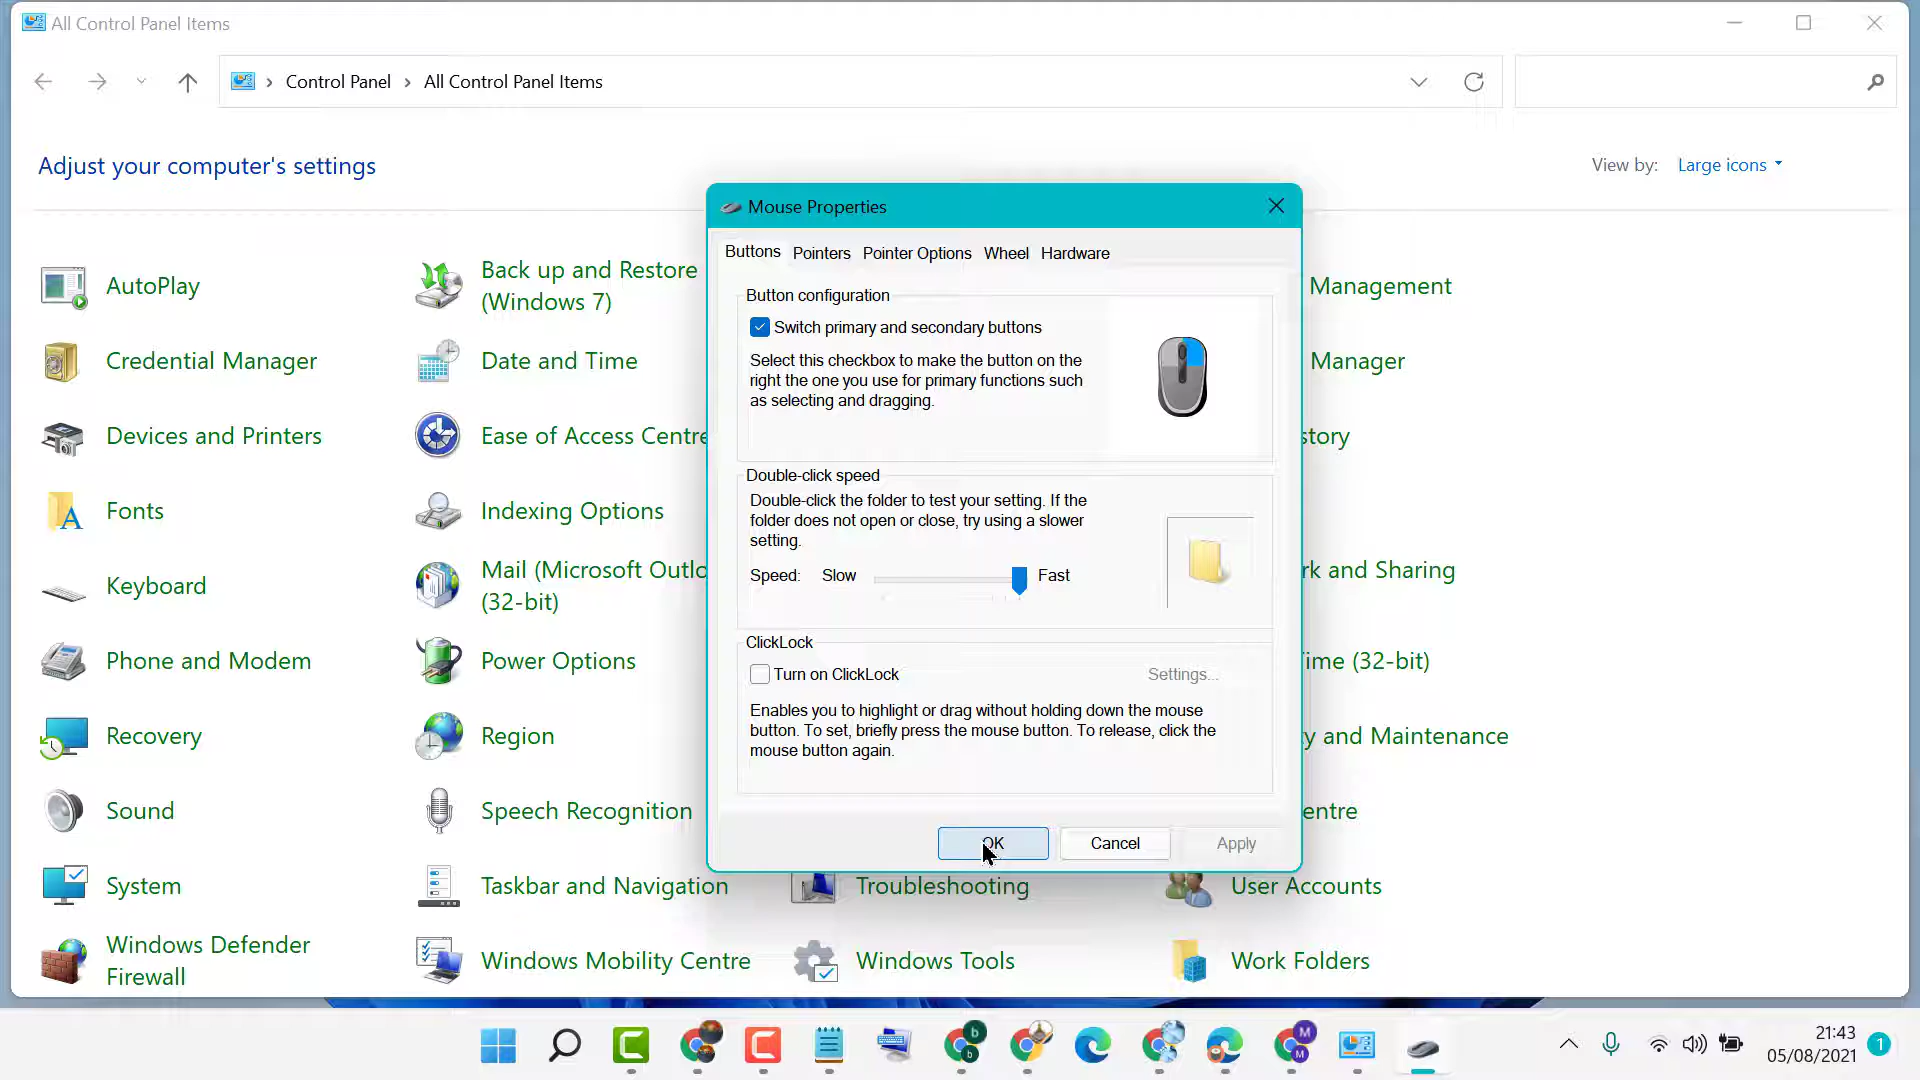 All Control Panel Items
Control Panel › All Control Panel Items
Adjust your computer's settings
View by: Large icons
AutoPlay
Credential Manager
Devices and Printers
Fonts
Keyboard
Phone and Modem
Recovery
Sound
System
Windows Defender
Firewall
Back up and Restore
(Windows 7)
Date and Time
Ease of Access Centre
Indexing Options
Mail (Microsoft Outlo
(32-bit)
Power Options
Region
Speech Recognition
Taskbar and Navigation
Windows Mobility Centre
Mouse Properties
Buttons Pointers Pointer Options Wheel Hardware
Button configuration
Switch primary and secondary buttons
Select this checkbox to make the button on the
right the one you use for primary functions such
as selecting and dragging.
Double-click speed
Double-click the folder to test your setting. If the
folder does not open or close, try using a slower
setting.
Speed: Slow Fast
ClickLock
Turn on ClickLock Settings...
Enables you to highlight or drag without holding down the mouse
button. To set, briefly press the mouse button. To release, click the
mouse button again.
OK Cancel Apply
Troubleshooting
Windows Tools
Management
Manager
story
rk and Sharing
ime (32-bit)
ty and Maintenance
entre
User Accounts
Work Folders
b
b
M
M
21:43
05/08/2021
1